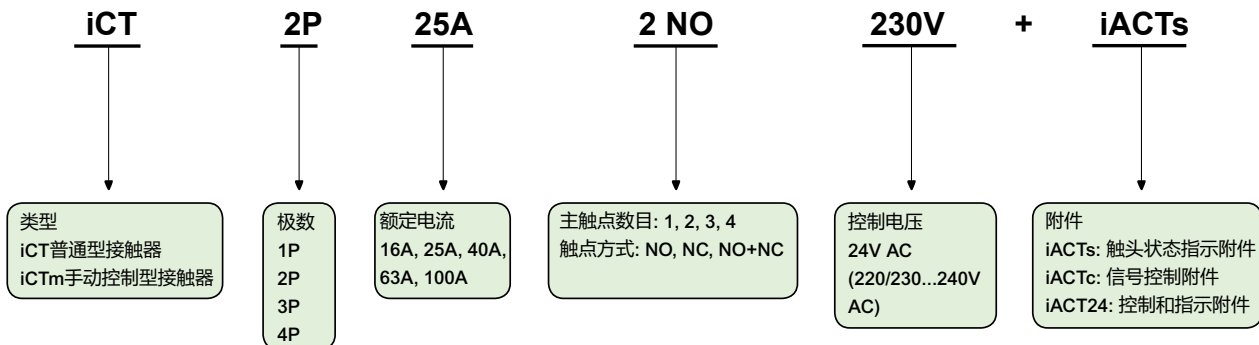 iCT 2P 25A 2 NO 230V + iACTs
类型
iCT普通型接触器
iCTm手动控制型接触器
极数
1P
2P
3P
4P
额定电流
16A, 25A, 40A,
63A, 100A
主触点数目: 1, 2, 3, 4
触点方式: NO, NC, NO+NC
控制电压
24V AC
(220/230...240V
AC)
附件
iACTs: 触头状态指示附件
iACTc: 信号控制附件
iACT24: 控制和指示附件